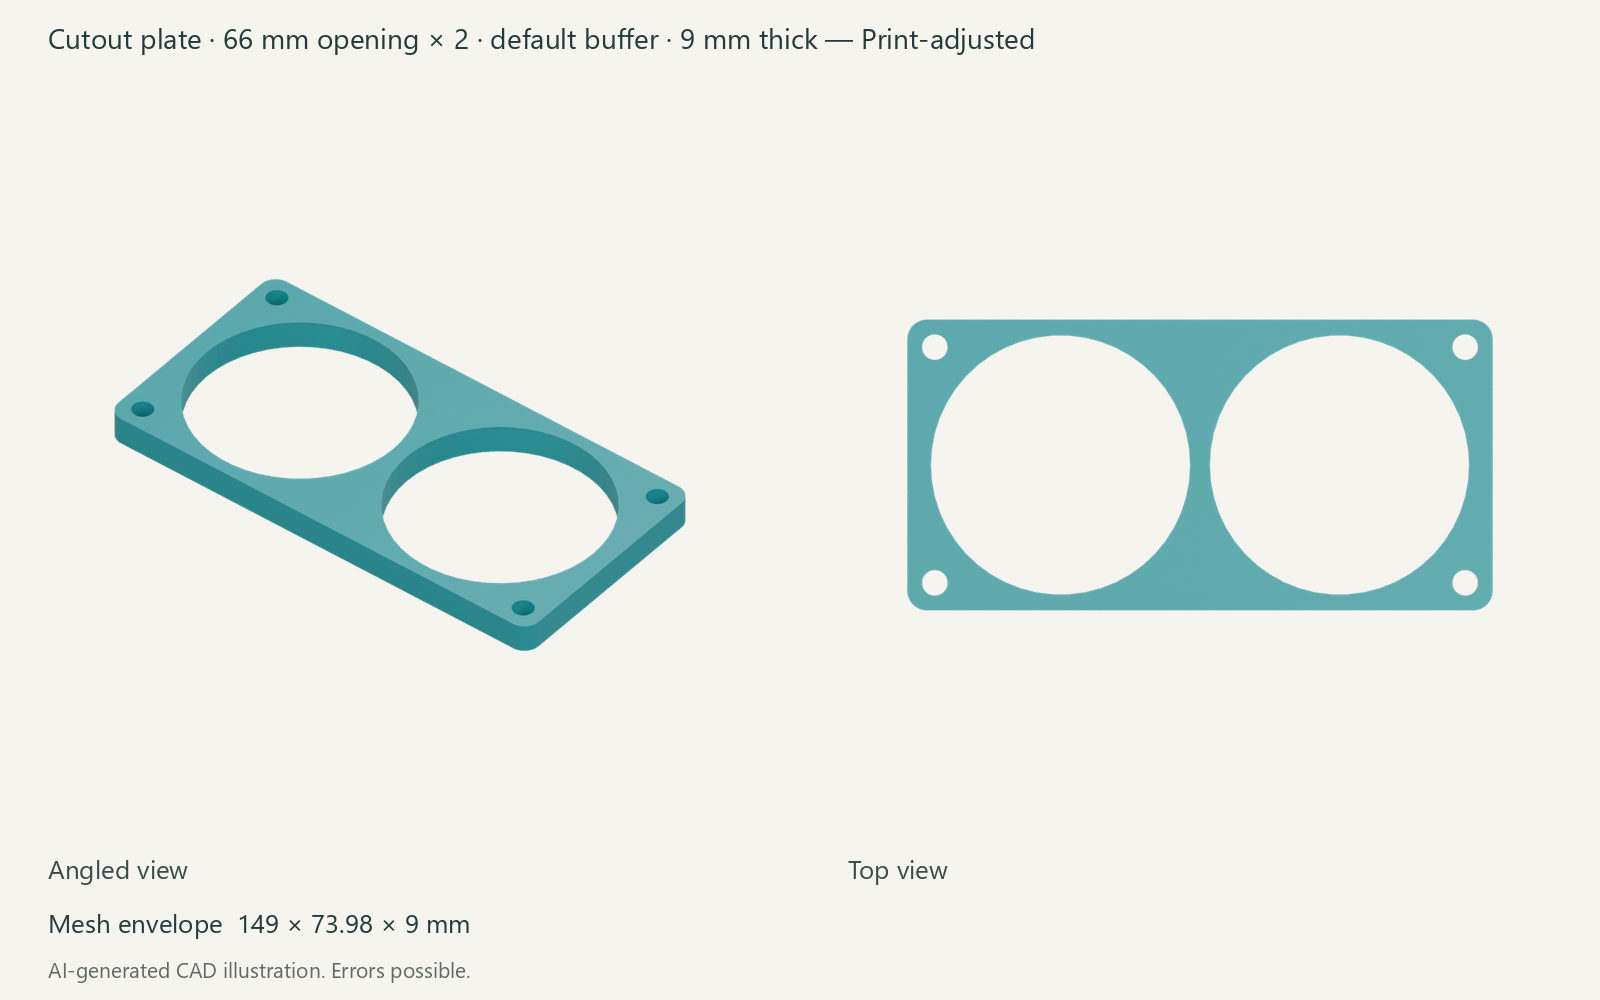 Cutout plate · 66 mm opening × 2 · default buffer · 9 mm thick — Print-adjusted
Angled view
Top view
Mesh envelope 149 × 73.98 × 9 mm
AI-generated CAD illustration. Errors possible.